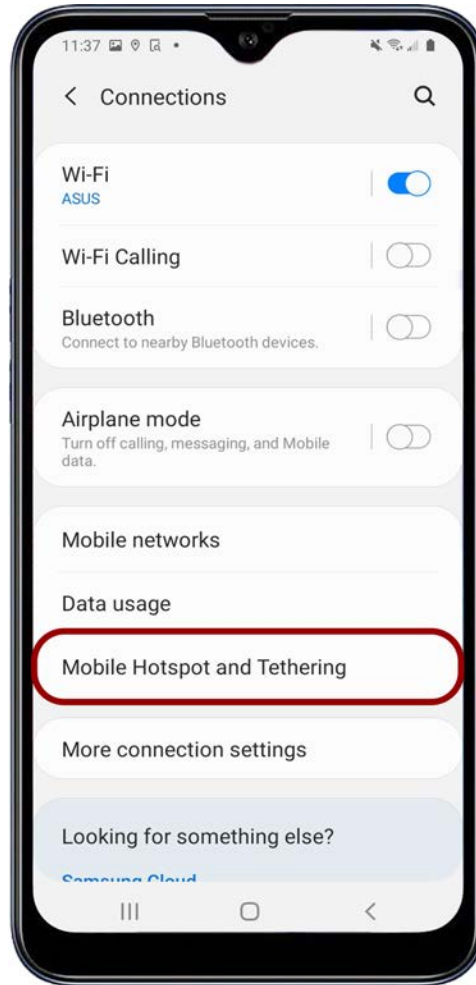 11:37
Connections
Wi-Fi
ASUS
Wi-Fi Calling
Bluetooth
Connect to nearby Bluetooth devices.
Airplane mode
Turn off calling, messaging, and Mobile
data.
Mobile networks
Data usage
Mobile Hotspot and Tethering
More connection settings
Looking for something else?
Samsung Cloud